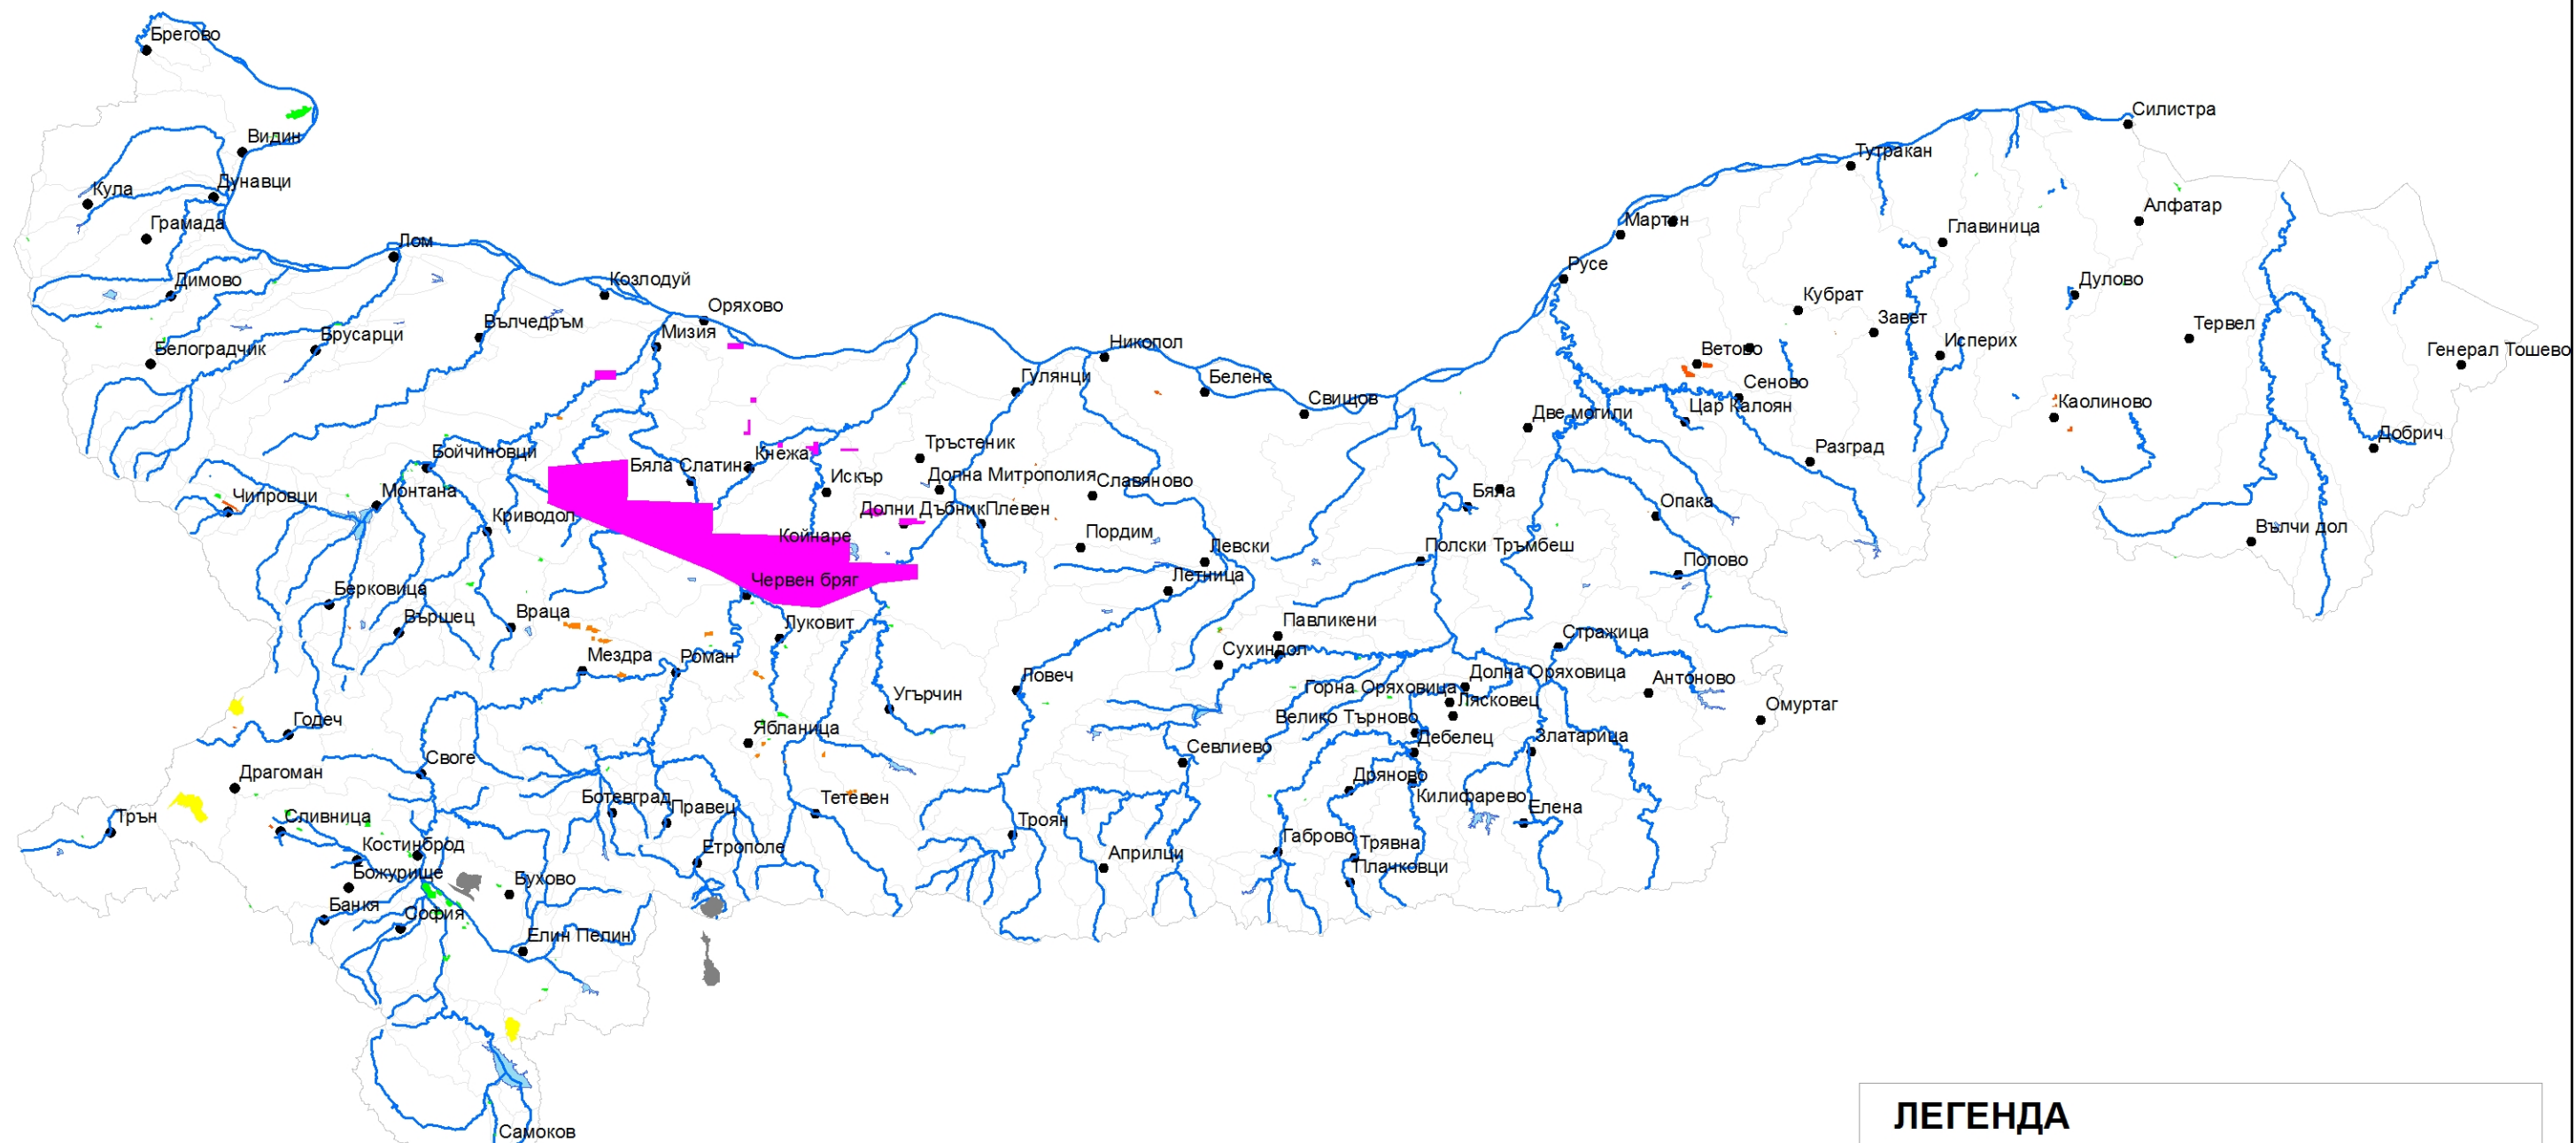 Брегово
Силистра
Видин
Тутракан
Дунавци
Кула
Алфатар
Мартен
Грамада
Главиница
Лом
Русе
Козлодуй
Димово
Дулово
Кубрат
Оряхово
Завет
Вълчедръм
Тервел
Мизия
Брусарци
Исперих
Никопол
Белоградчик
Ветово
Генерал Тошево
Гулянци
Белене
Сеново
Свищов
Каолиново
Цар Калоян
Две могили
Добрич
Тръстеник
Разград
Бойчиновци
Кнежа
Бяла Слатина
Искър
Долна Митрополия
Славяново
Монтана
Бяла
Чипровци
Опака
Долни Дъбник
Плевен
Криводол
Вълчи дол
Пордим
Койнаре
Левски
Полски Тръмбеш
Полово
Летница
Червен бряг
Берковица
Враца
Вършец
Павликени
Луковит
Стражица
Сухиндол
Мездра
Роман
Долна Оряховица
Ловеч
Антоново
Горна Оряховица
Угърчин
Лясковец
Омуртаг
Велико Търново
Годеч
Ябланица
Дебелец
Златарица
Севлиево
Своге
Драгоман
Дряново
Ботевград
Тетевен
Килифарево
Правец
Елена
Трън
Сливница
Троян
Габрово
Трявна
Костинброд
Етрополе
Априлци
Плачковци
Божурище
Бухово
Банкя
София
Елин Пелин
ЛЕГЕНДА
Самоков